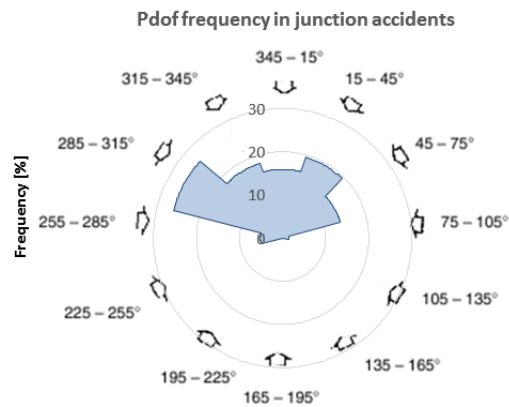 Pdof frequency in junction accidents
345 – 15°
315 – 345°
15 – 45°
30
285 – 315°
45 – 75°
20
10
Frequency [%]
255 – 285°
75 – 105°
0
225 – 255°
105 – 135°
195 – 225°
135 – 165°
165 – 195°